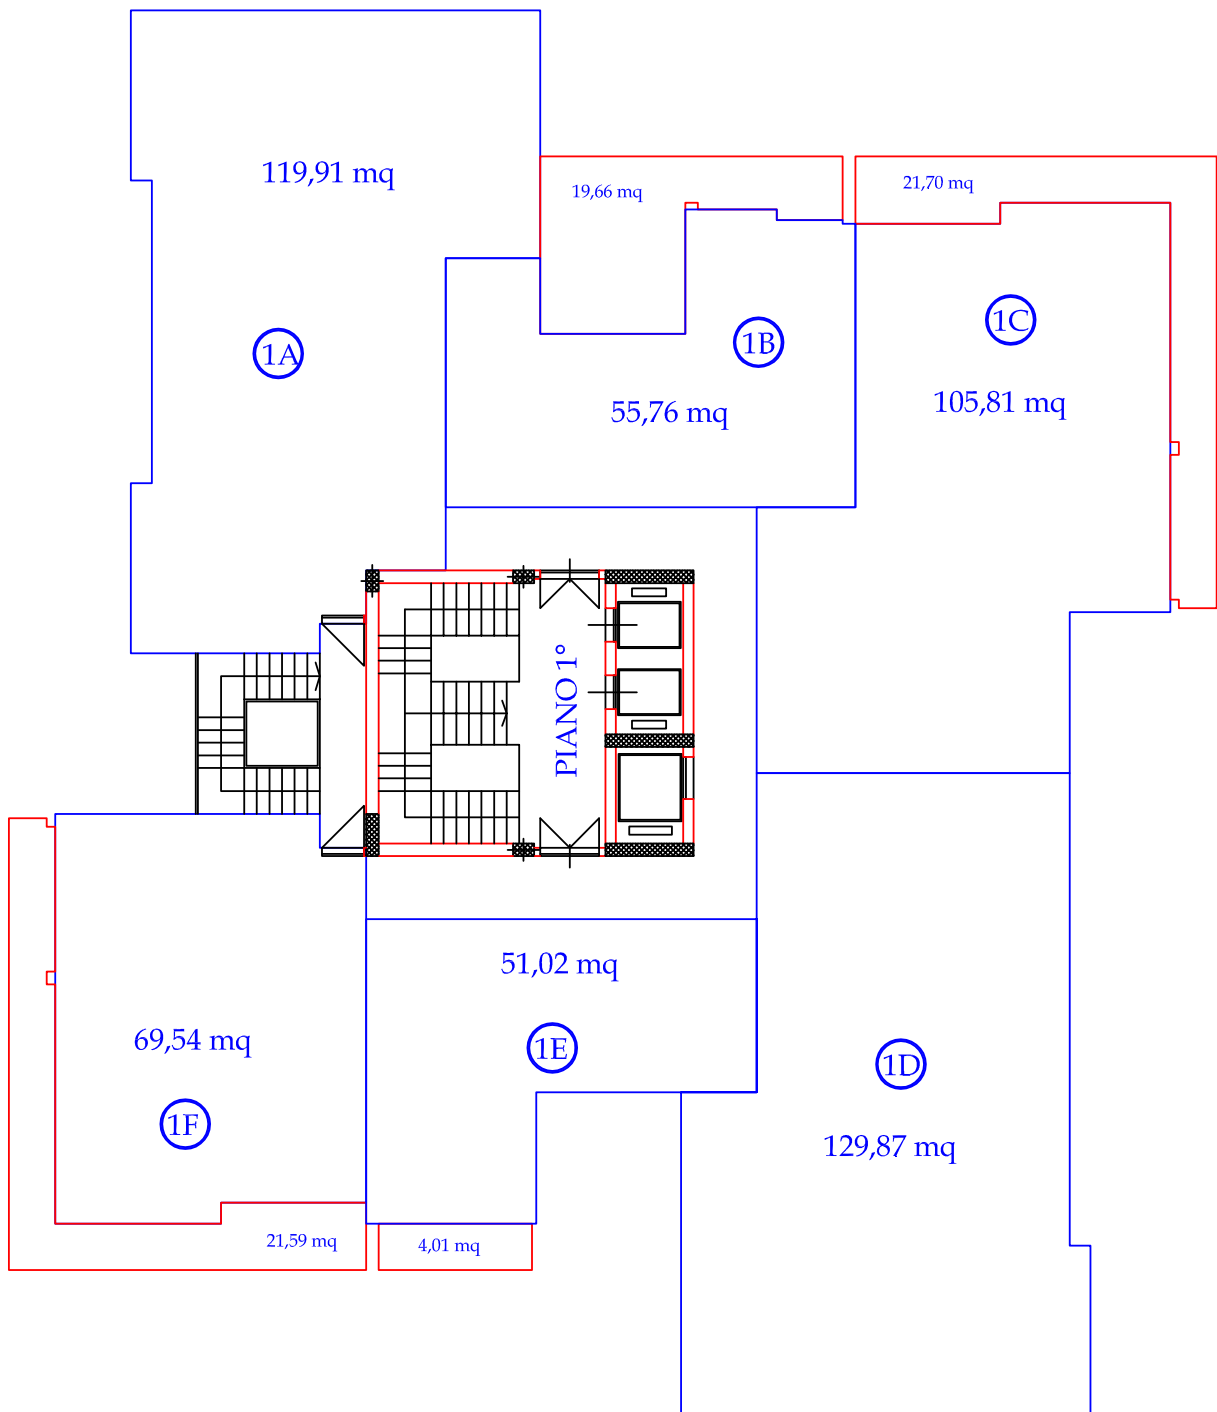 119,91 mq
19,66 mq
21,70 mq
1A
1B
1C
55,76 mq
105,81 mq
PIANO 1°
51,02 mq
69,54 mq
1E
1D
1F
129,87 mq
21,59 mq
4,01 mq